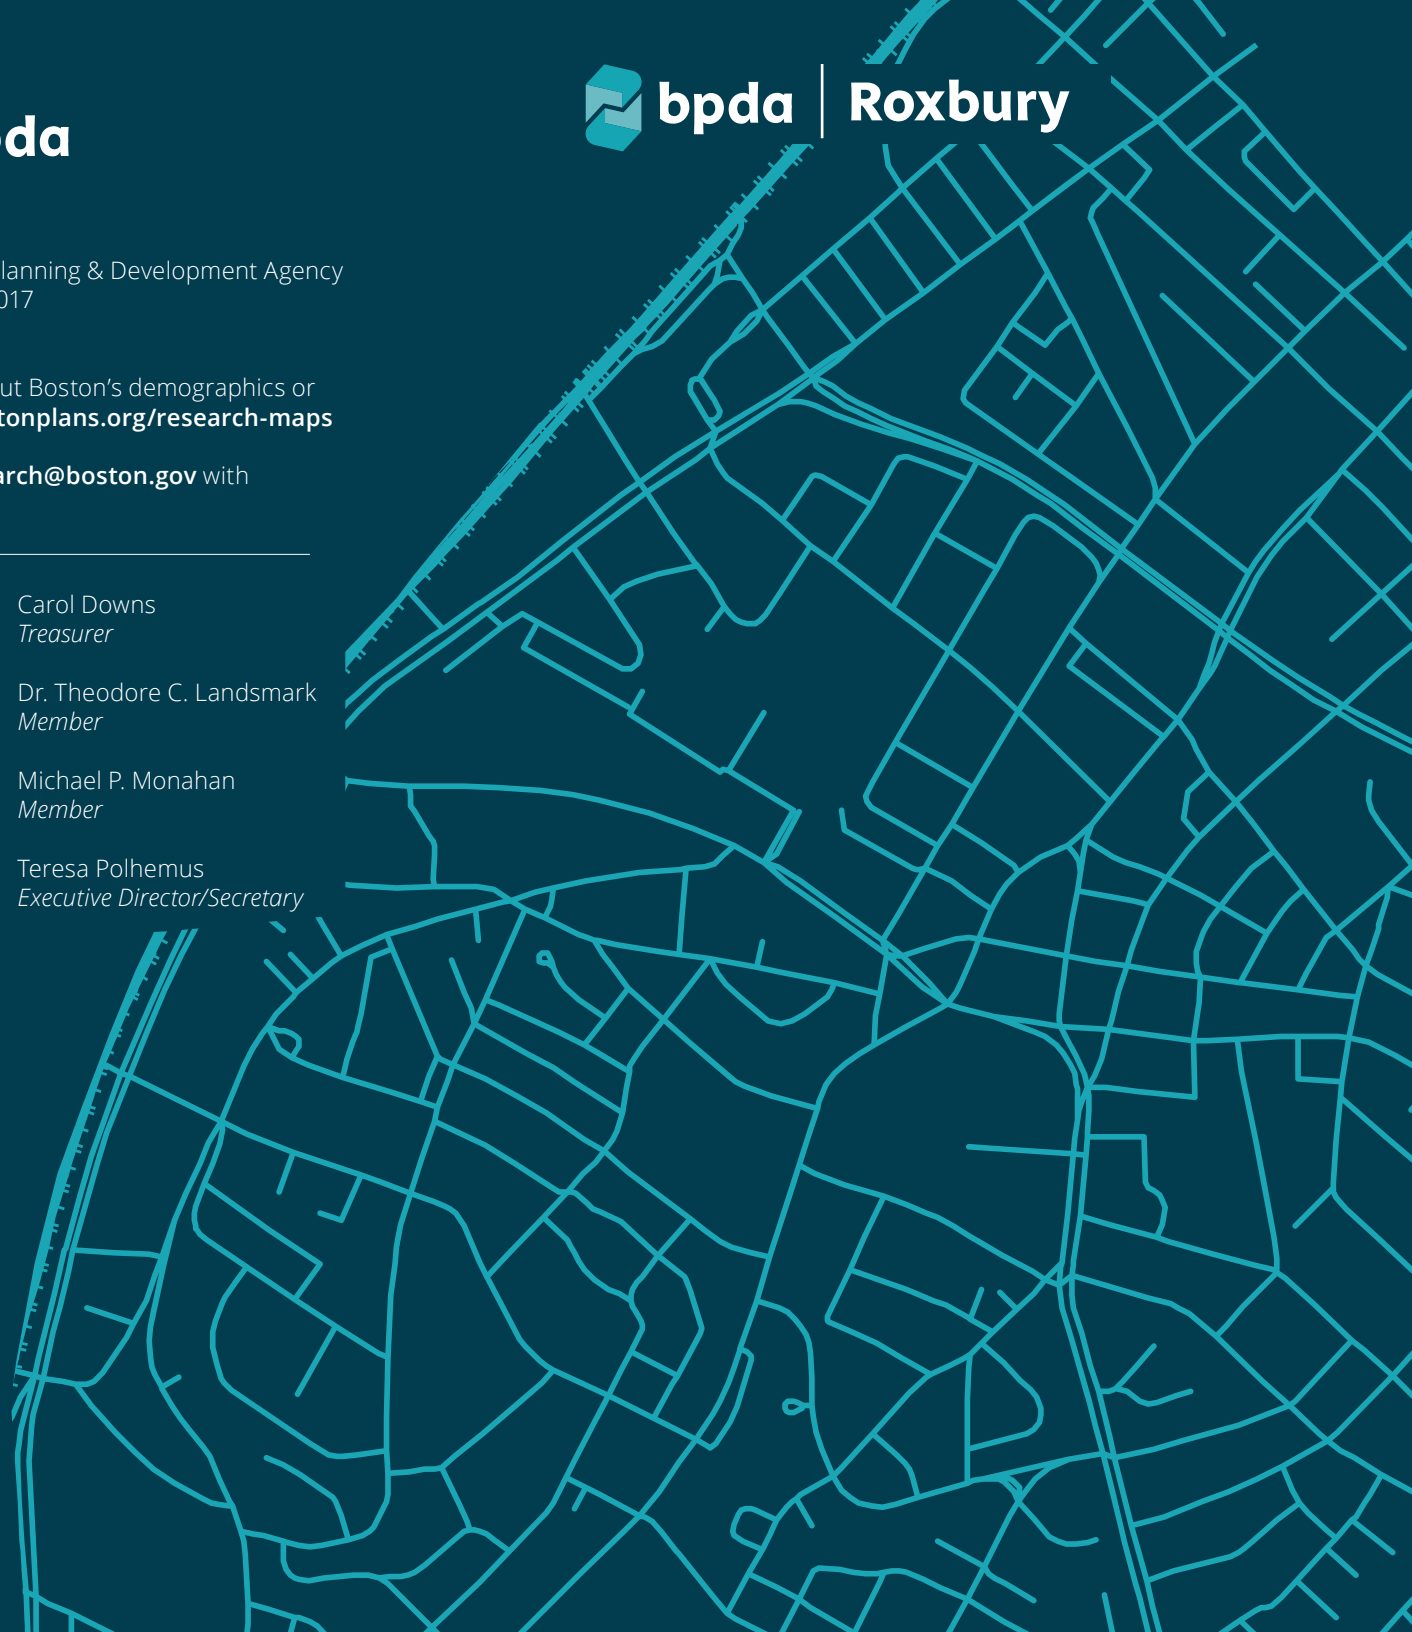 bpda | Roxbury
da
lanning & Development Agency
017
ut Boston's demographics or
tonplans.org/research-maps
arch@boston.gov with
Carol Downs
Treasurer
Dr. Theodore C. Landsmark
Member
Michael P. Monahan
Member
Teresa Polhemus
Executive Director/Secretary